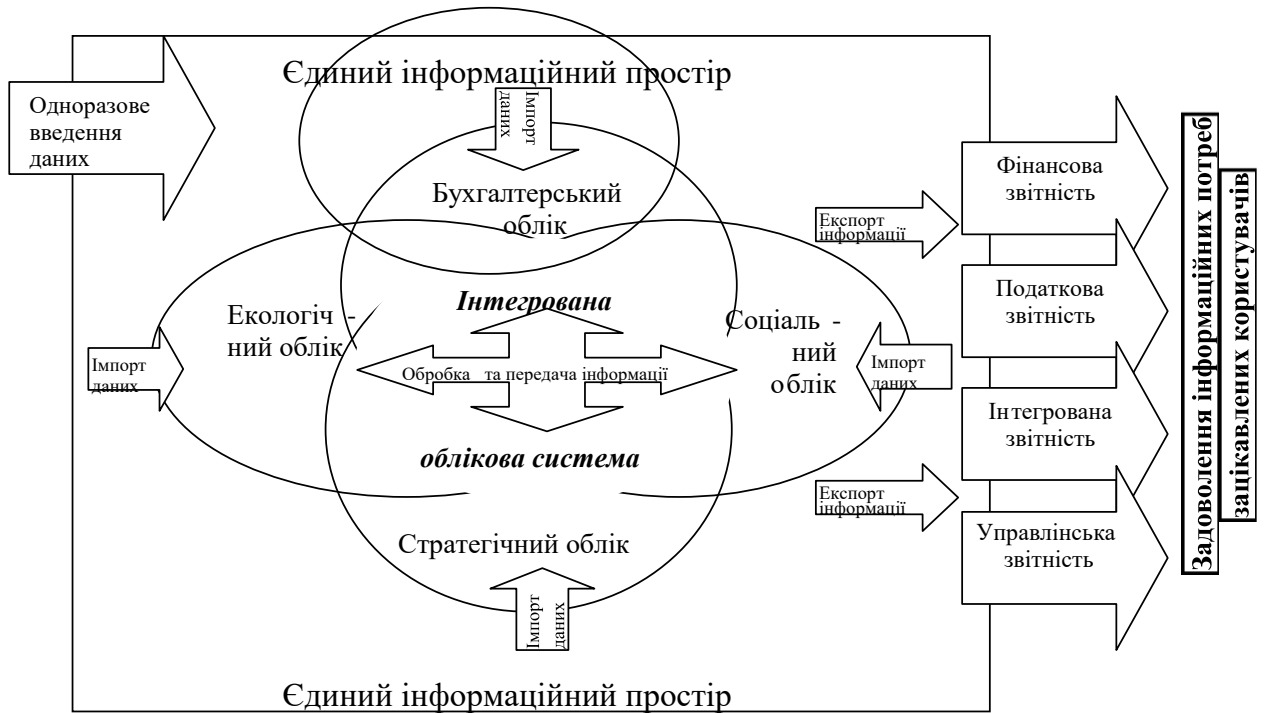 Єдиний інформаційний простір
Одноразове
введення
даних
Імпорт
даних
Бухгалтерський
облік
Екологіч -
ний облік
Імпорт
даних
Інтегрована
Обробка та передача інформації
облікова система
Соціаль -
ний
облік
Імпорт
даних
Стратегічний облік
Імпорт
даних
Експорт
інформації
Експорт
інформації
Фінансова
звітність
Податкова
звітність
Інтегрована
звітність
Управлінська
звітність
Задоволення інформаційних потреб
зацікавлених користувачів
Єдиний інформаційний простір